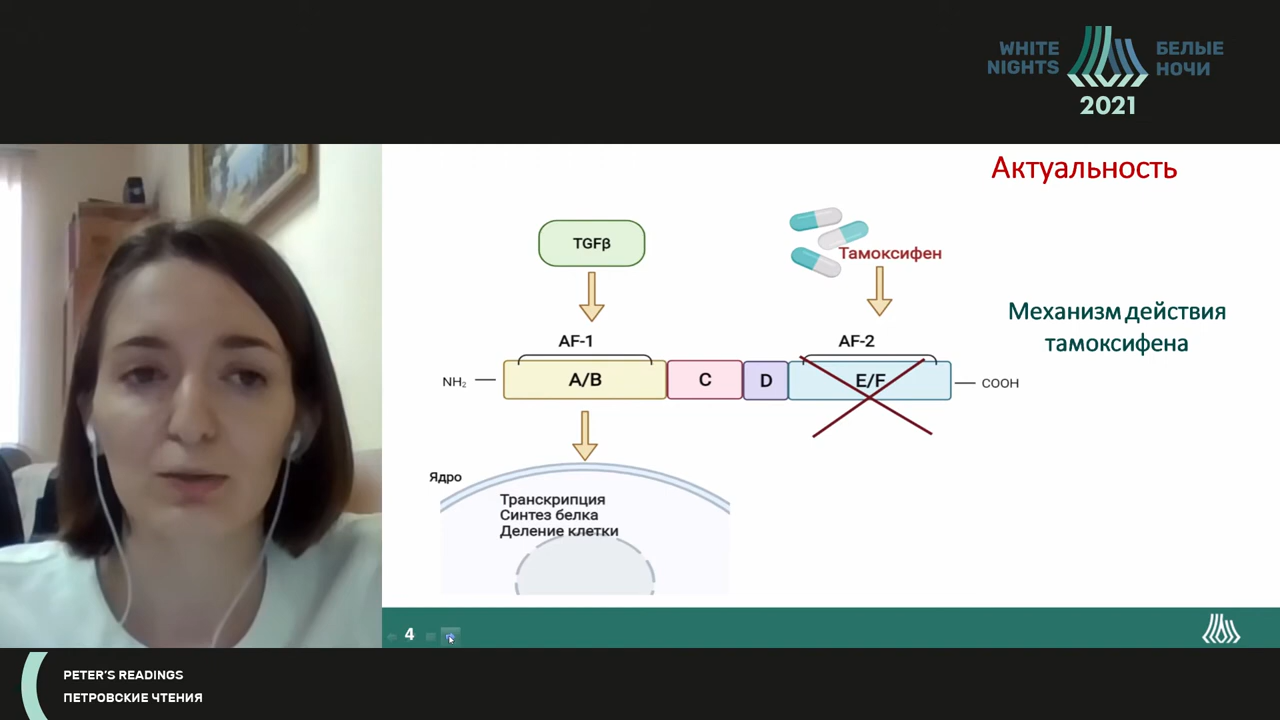 WHITE
NIGHTS
БЕЛЫЕ
НОЧИ
2021
Актуальность
TGFβ
Тамоксифен
Механизм действия
тамоксифена
AF-1
AF-2
NH₂
A/B
C
D
E/F
COOH
Ядро
Транскрипция
Синтез белка
Деление клетки
4
PETER'S READINGS
ПЕТРОВСКИЕ ЧТЕНИЯ